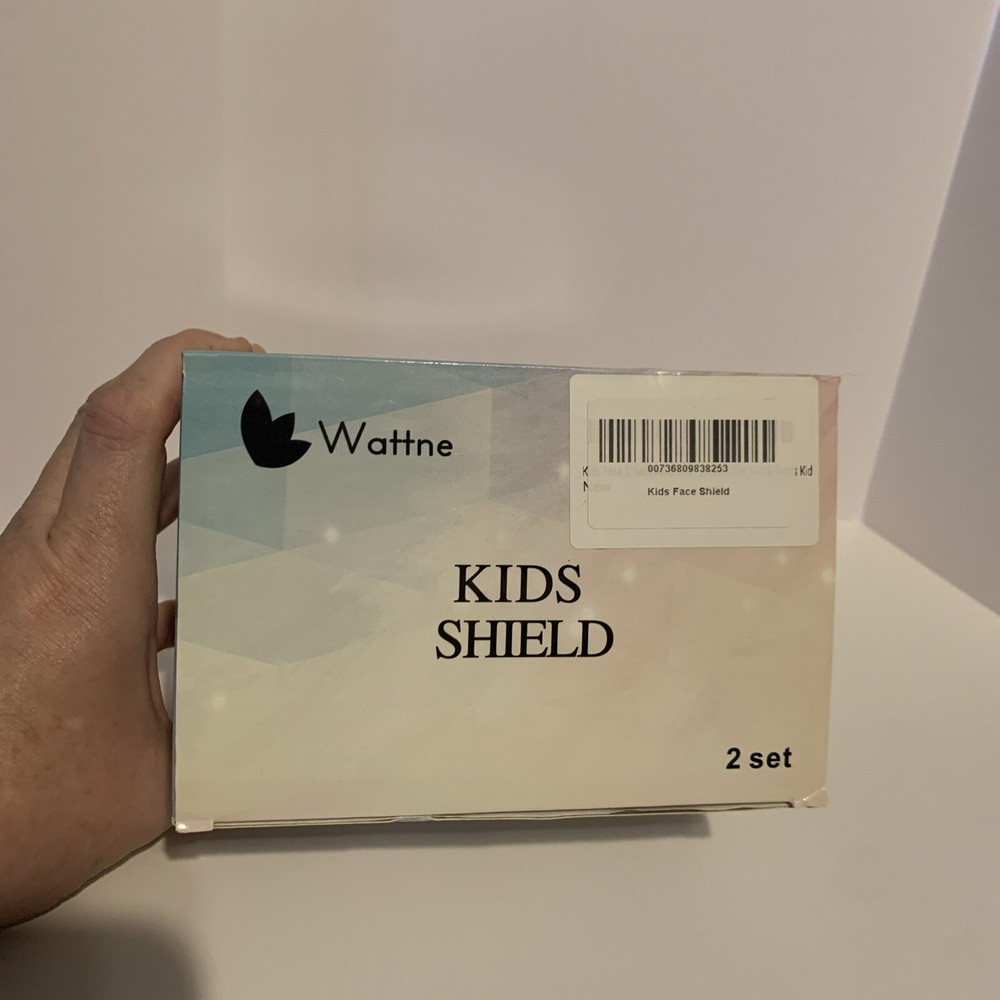 Wattne
00736809838253
Kids Face Shield
KIDS
SHIELD
2 set